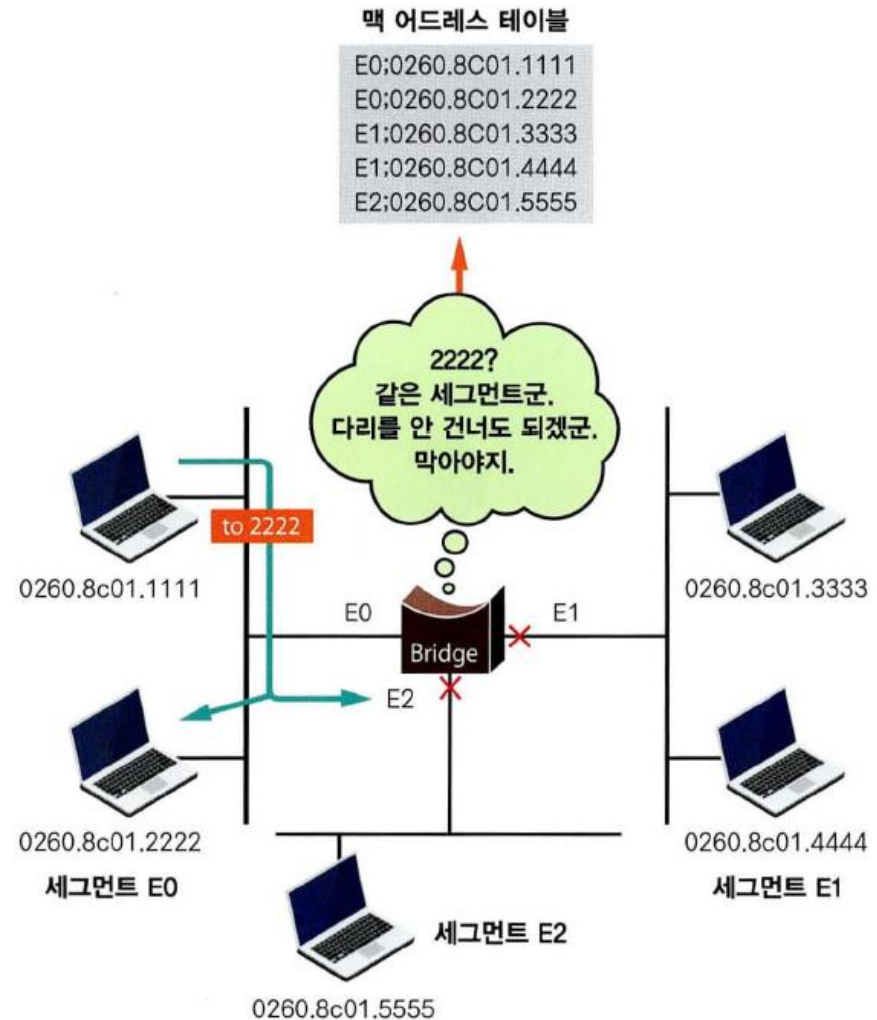 맥 어드레스 테이블
E0;0260.8C01.1111
E0;0260.8C01.2222
E1;0260.8C01.3333
E1;0260.8C01.4444
E2;0260.8C01.5555
2222?
같은 세그먼트군.
다리를 안 건너도 되겠군.
막아야지.
to 2222
0260.8c01.1111
0260.8c01.3333
E0
E1
Bridge
E2
0260.8c01.2222
0260.8c01.4444
세그먼트 E0
세그먼트 E1
세그먼트 E2
0260.8c01.5555